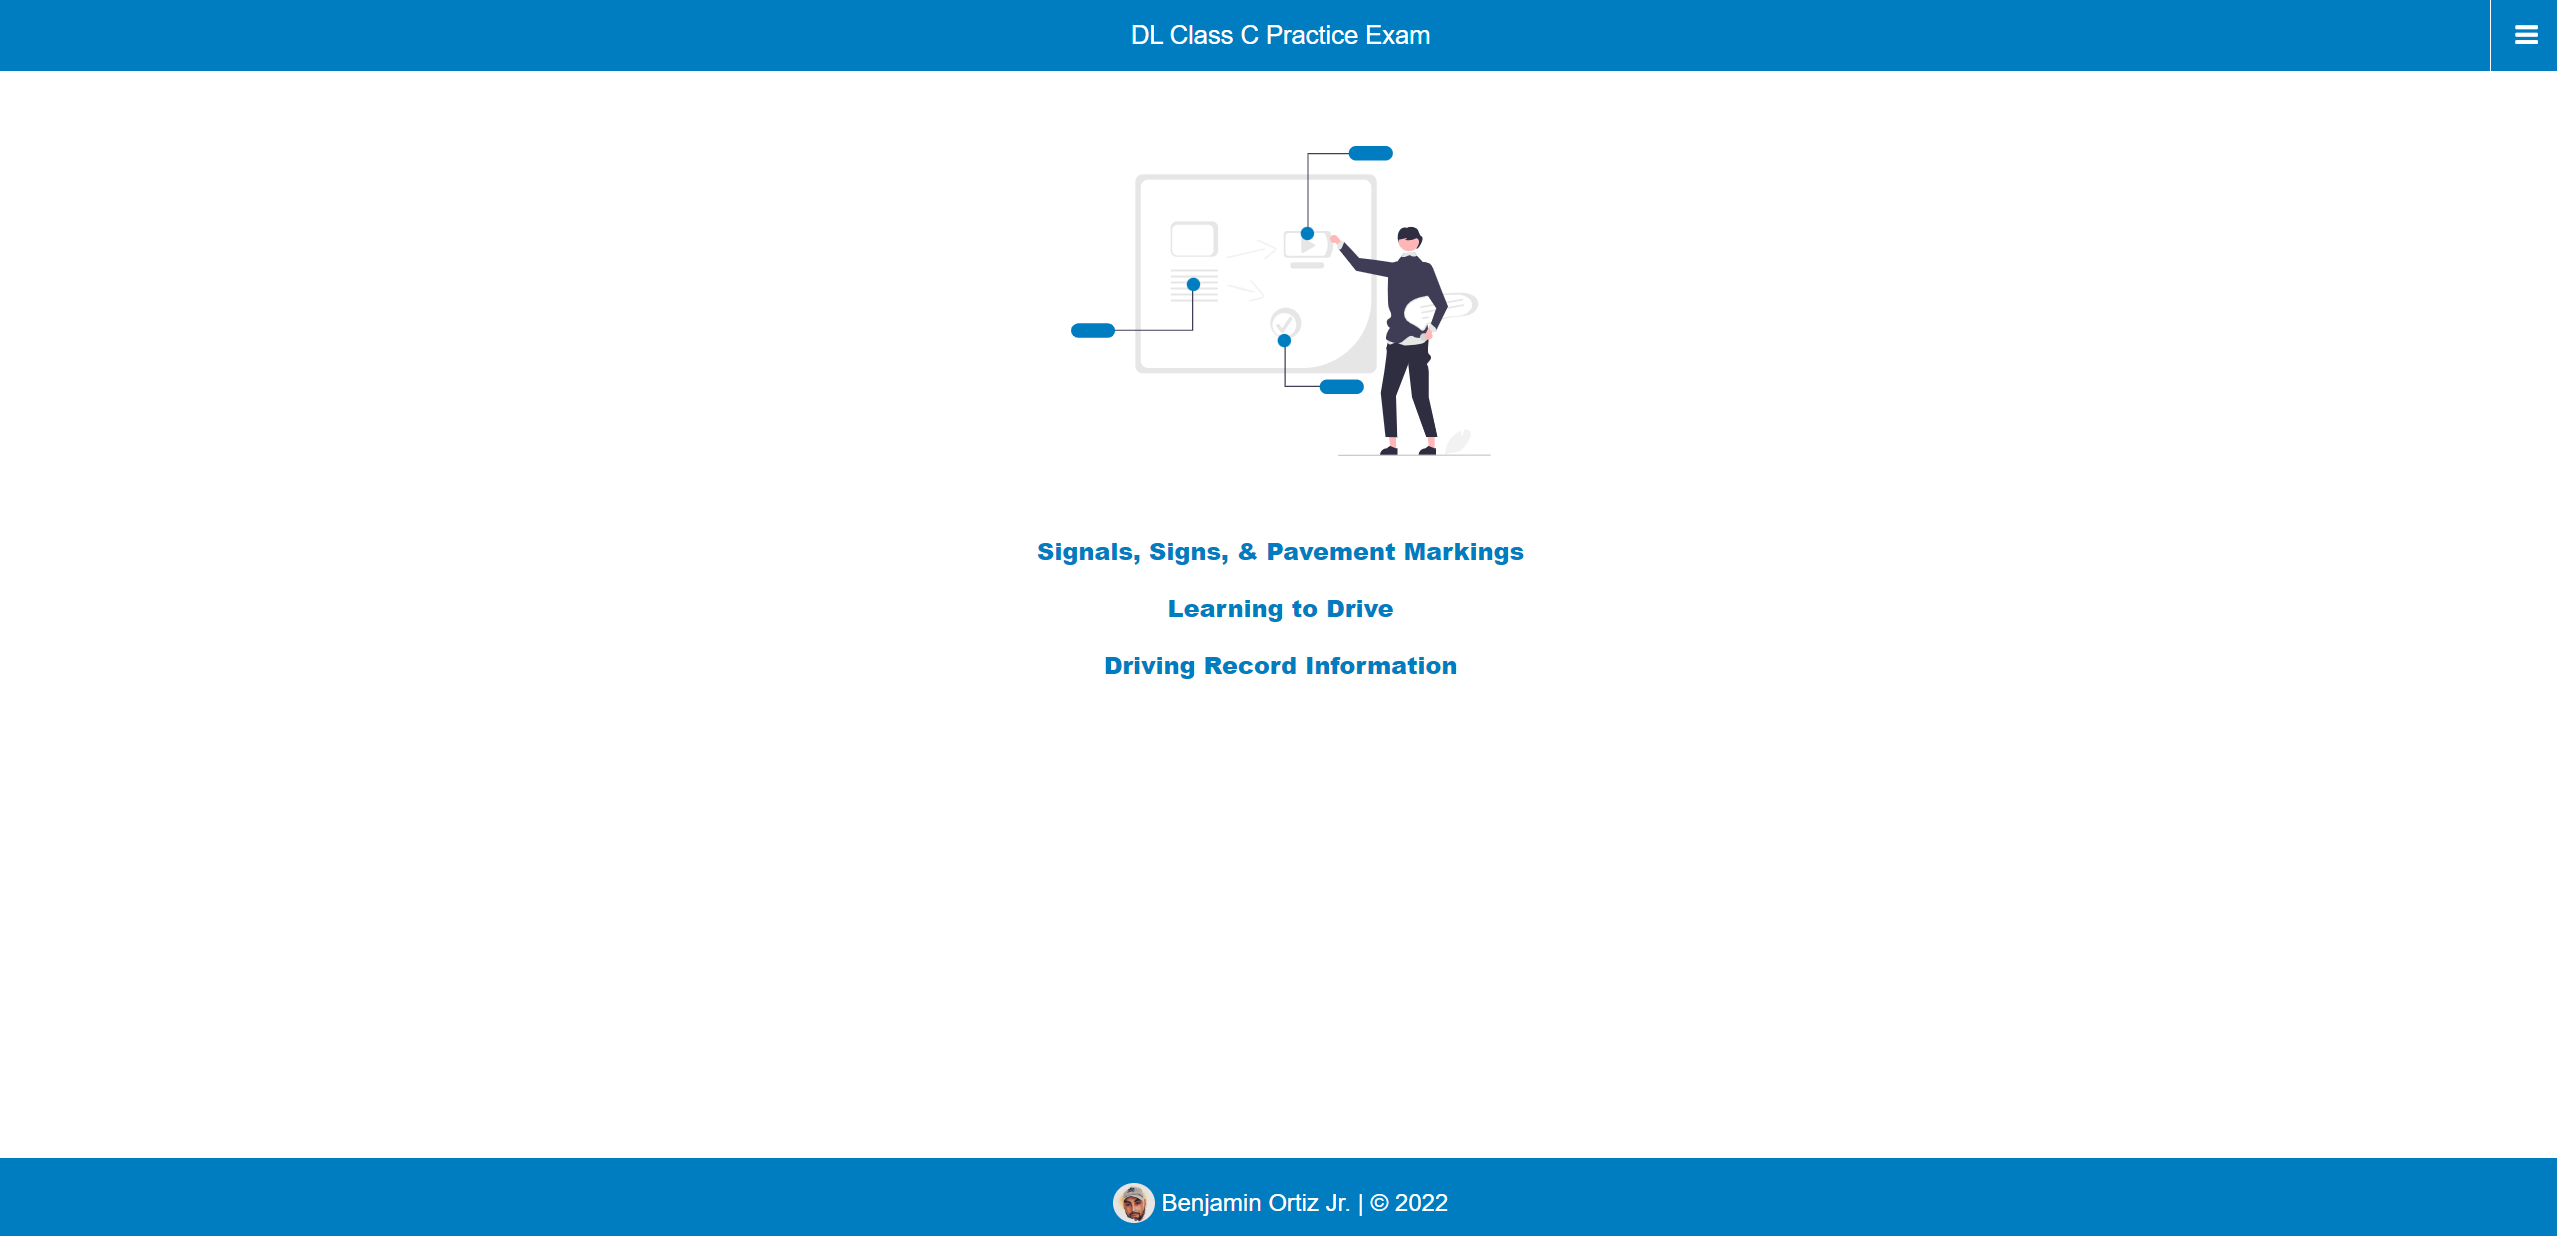 DL Class C Practice Exam
Signals, Signs, & Pavement Markings
Learning to Drive
Driving Record Information
Benjamin Ortiz Jr. | © 2022